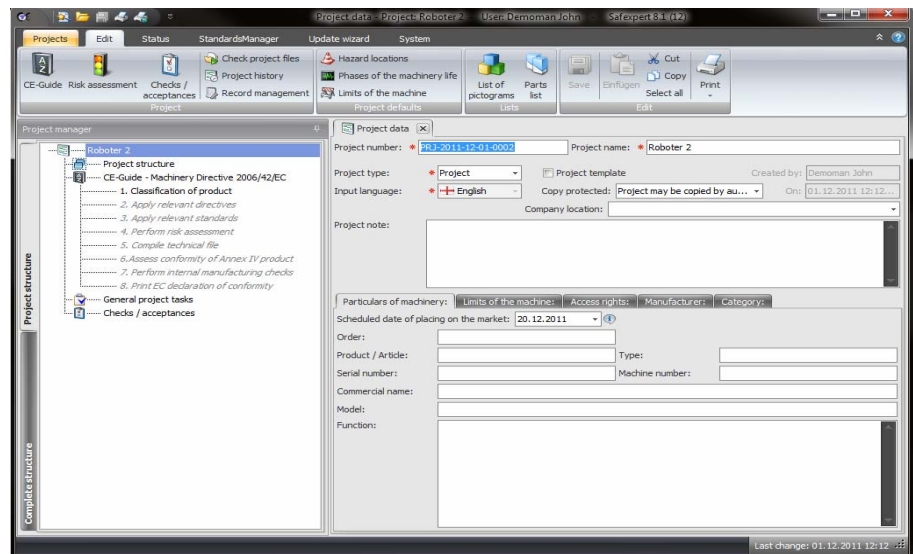 Project data - Project: Roboter 2 User: Demoman John Safexpert 8.1 (12)
Projects Edit Status StandardsManager Update wizard System
CE-Guide
Risk assessment
Checks /
acceptances
Check project files
Project history
Record management
Project
Hazard locations
Phases of the machinery life
Limits of the machine
Project defaults
List of
pictograms
Parts
list
Lists
Save
Einfügen
Cut
Copy
Select all
Print
Edit
Project manager
Project structure
Complete structure
Roboter 2
Project structure
CE-Guide - Machinery Directive 2006/42/EC
1. Classification of product
2. Apply relevant directives
3. Apply relevant standards
4. Perform risk assessment
5. Compile technical file
6.Assess conformity of Annex IV product
7. Perform internal manufacturing checks
8. Print EC declaration of conformity
General project tasks
Checks / acceptances
Project data
Project number: * PRJ-2011-12-01-0002 Project name: * Roboter 2
Project type: * Project Project template Created by: Demoman John
Input language: * English Copy protected: Project may be copied by au... On: 01.12.2011 12:12...
Company location:
Project note:
Particulars of machinery: Limits of the machine: Access rights: Manufacturer: Category:
Scheduled date of placing on the market: 20.12.2011
Order:
Product / Article: Type:
Serial number: Machine number:
Commercial name:
Model:
Function:
Last change: 01.12.2011 12:12